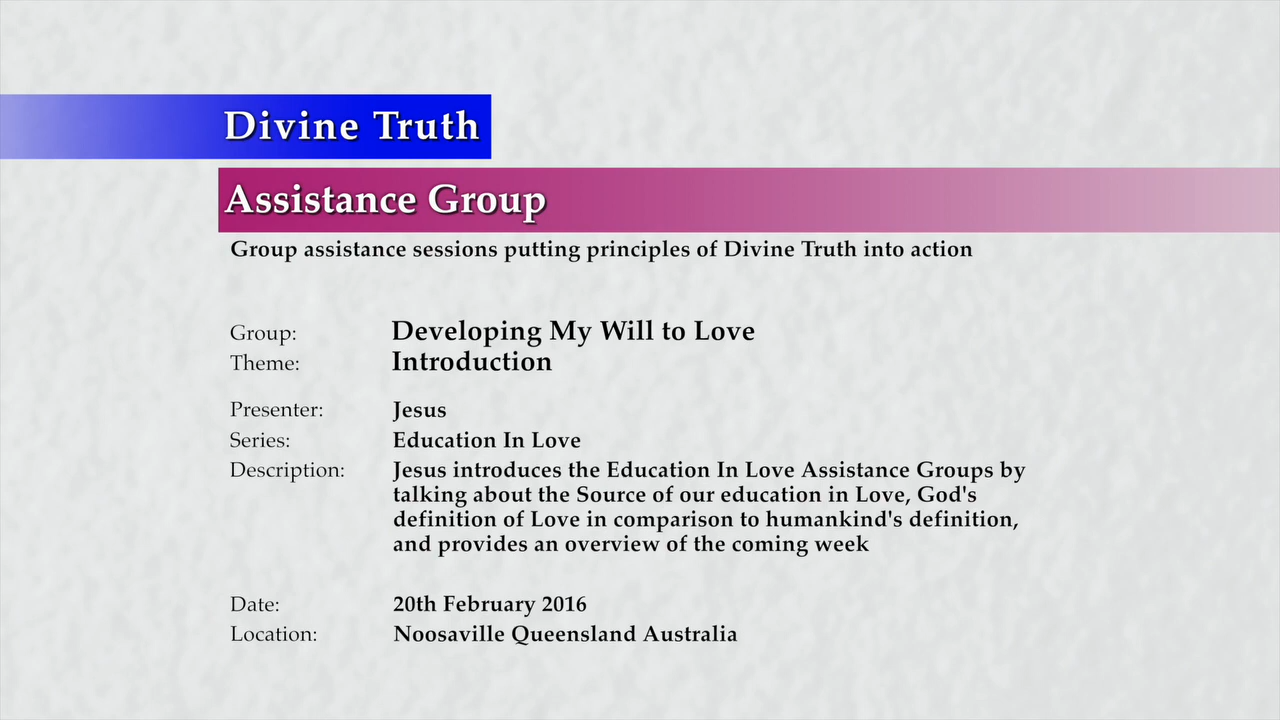 Divine Truth
Assistance Group
Group assistance sessions putting principles of Divine Truth into action
Group: Developing My Will to Love
Theme: Introduction
Presenter: Jesus
Series: Education In Love
Description: Jesus introduces the Education In Love Assistance Groups by
talking about the Source of our education in Love, God's
definition of Love in comparison to humankind's definition,
and provides an overview of the coming week
Date: 20th February 2016
Location: Noosaville Queensland Australia